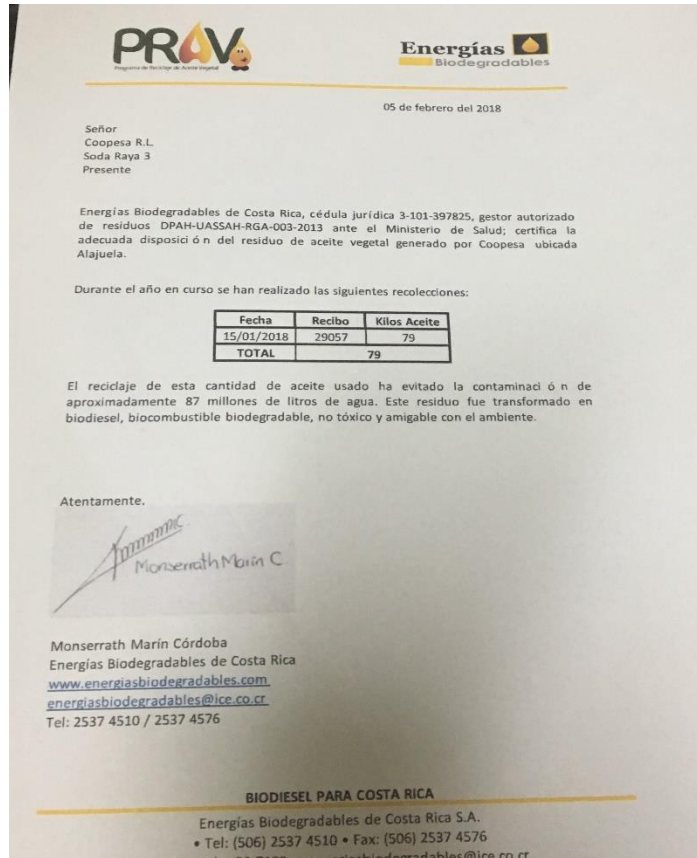 PRAV
Programa de Reciclaje de Aceite Vegetal
Energías
Biodegradables
05 de febrero del 2018
Señor
Coopesa R.L.
Soda Raya 3
Presente
Energías Biodegradables de Costa Rica, cédula jurídica 3-101-397825, gestor autorizado
de residuos DPAH-UASSAH-RGA-003-2013 ante el Ministerio de Salud; certifica la
adecuada disposici ó n del residuo de aceite vegetal generado por Coopesa ubicada
Alajuela.
Durante el año en curso se han realizado las siguientes recolecciones:
Fecha Recibo Kilos Aceite
15/01/2018 29057 79
TOTAL 79
El reciclaje de esta cantidad de aceite usado ha evitado la contaminaci ó n de
aproximadamente 87 millones de litros de agua. Este residuo fue transformado en
biodiesel, biocombustible biodegradable, no tóxico y amigable con el ambiente.
Atentamente.
Monserrath Marín C
Monserrath Marín Córdoba
Energías Biodegradables de Costa Rica
www.energiasbiodegradables.com
energiasbiodegradables@ice.co.cr
Tel: 2537 4510 / 2537 4576
BIODIESEL PARA COSTA RICA
Energías Biodegradables de Costa Rica S.A.
• Tel: (506) 2537 4510 • Fax: (506) 2537 4576